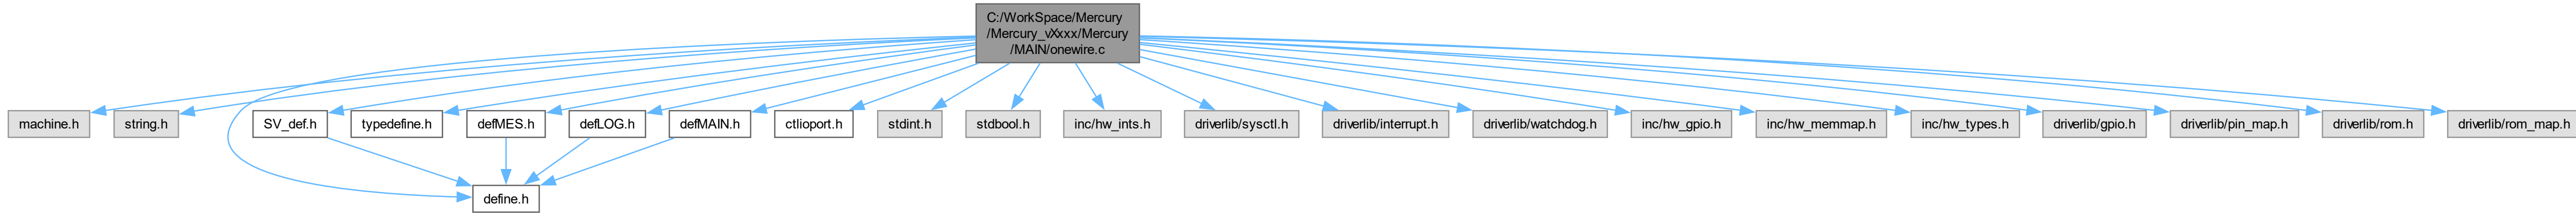 C:/WorkSpace/Mercury
/Mercury_vXxxx/Mercury
/MAIN/onewire.c
machine.h
string.h
SV_def.h
typedefine.h
defMES.h
defLOG.h
defMAIN.h
ctlioport.h
stdint.h
stdbool.h
inc/hw_ints.h
driverlib/sysctl.h
driverlib/interrupt.h
driverlib/watchdog.h
inc/hw_gpio.h
inc/hw_memmap.h
inc/hw_types.h
driverlib/gpio.h
driverlib/pin_map.h
driverlib/rom.h
driverlib/rom_map.h
define.h